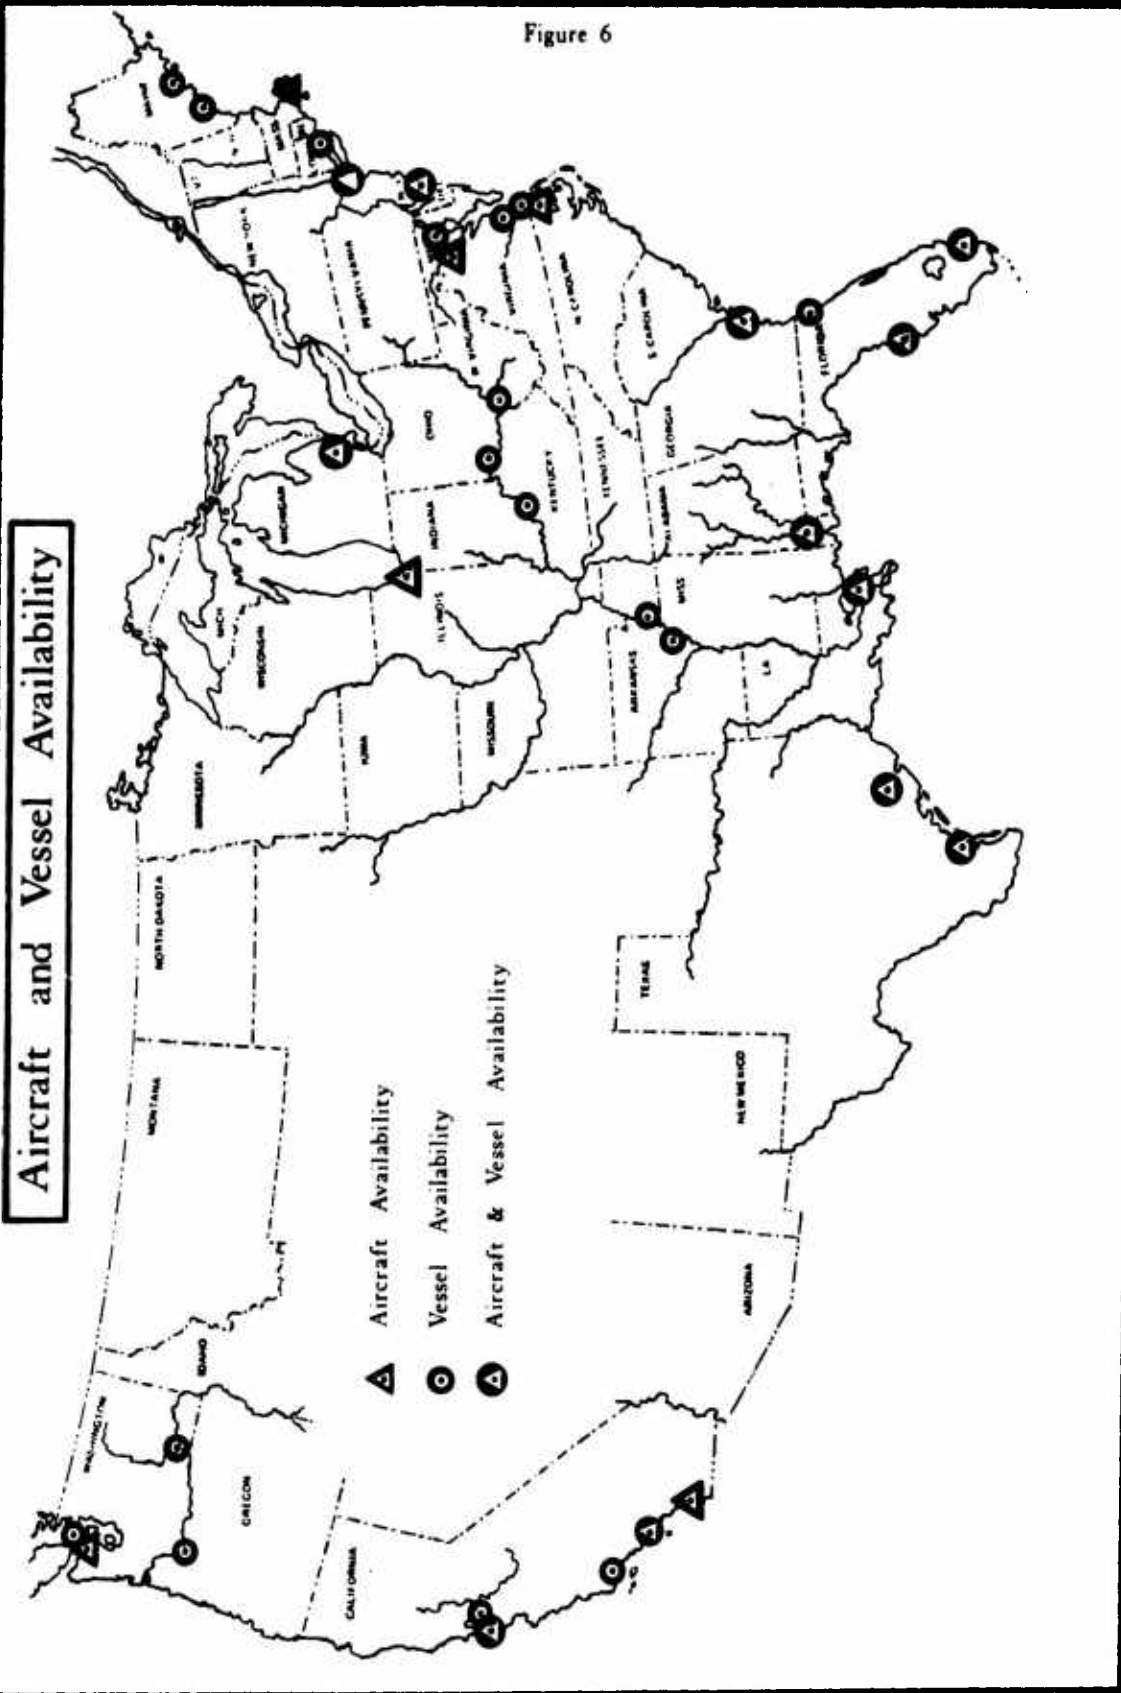 Figure 6
Aircraft and Vessel Availability
Aircraft Availability
Vessel Availability
Aircraft & Vessel Availability
WASHINGTON
OREGON
CALIFORNIA
IDAHO
MONTANA
ARIZONA
NEW MEXICO
NORTH DAKOTA
TEXAS
MINNESOTA
IOWA
MISSOURI
ARKANSAS
LA
WISCONSIN
MICH
ILLINOIS
MISS
MICHIGAN
INDIANA
KENTUCKY
TENNESSEE
ALABAMA
OHIO
GEORGIA
FLORIDA
W VIRGINIA
VIRGINIA
N CAROLINA
S CAROLINA
PENNSYLVANIA
NEW YORK
MAINE